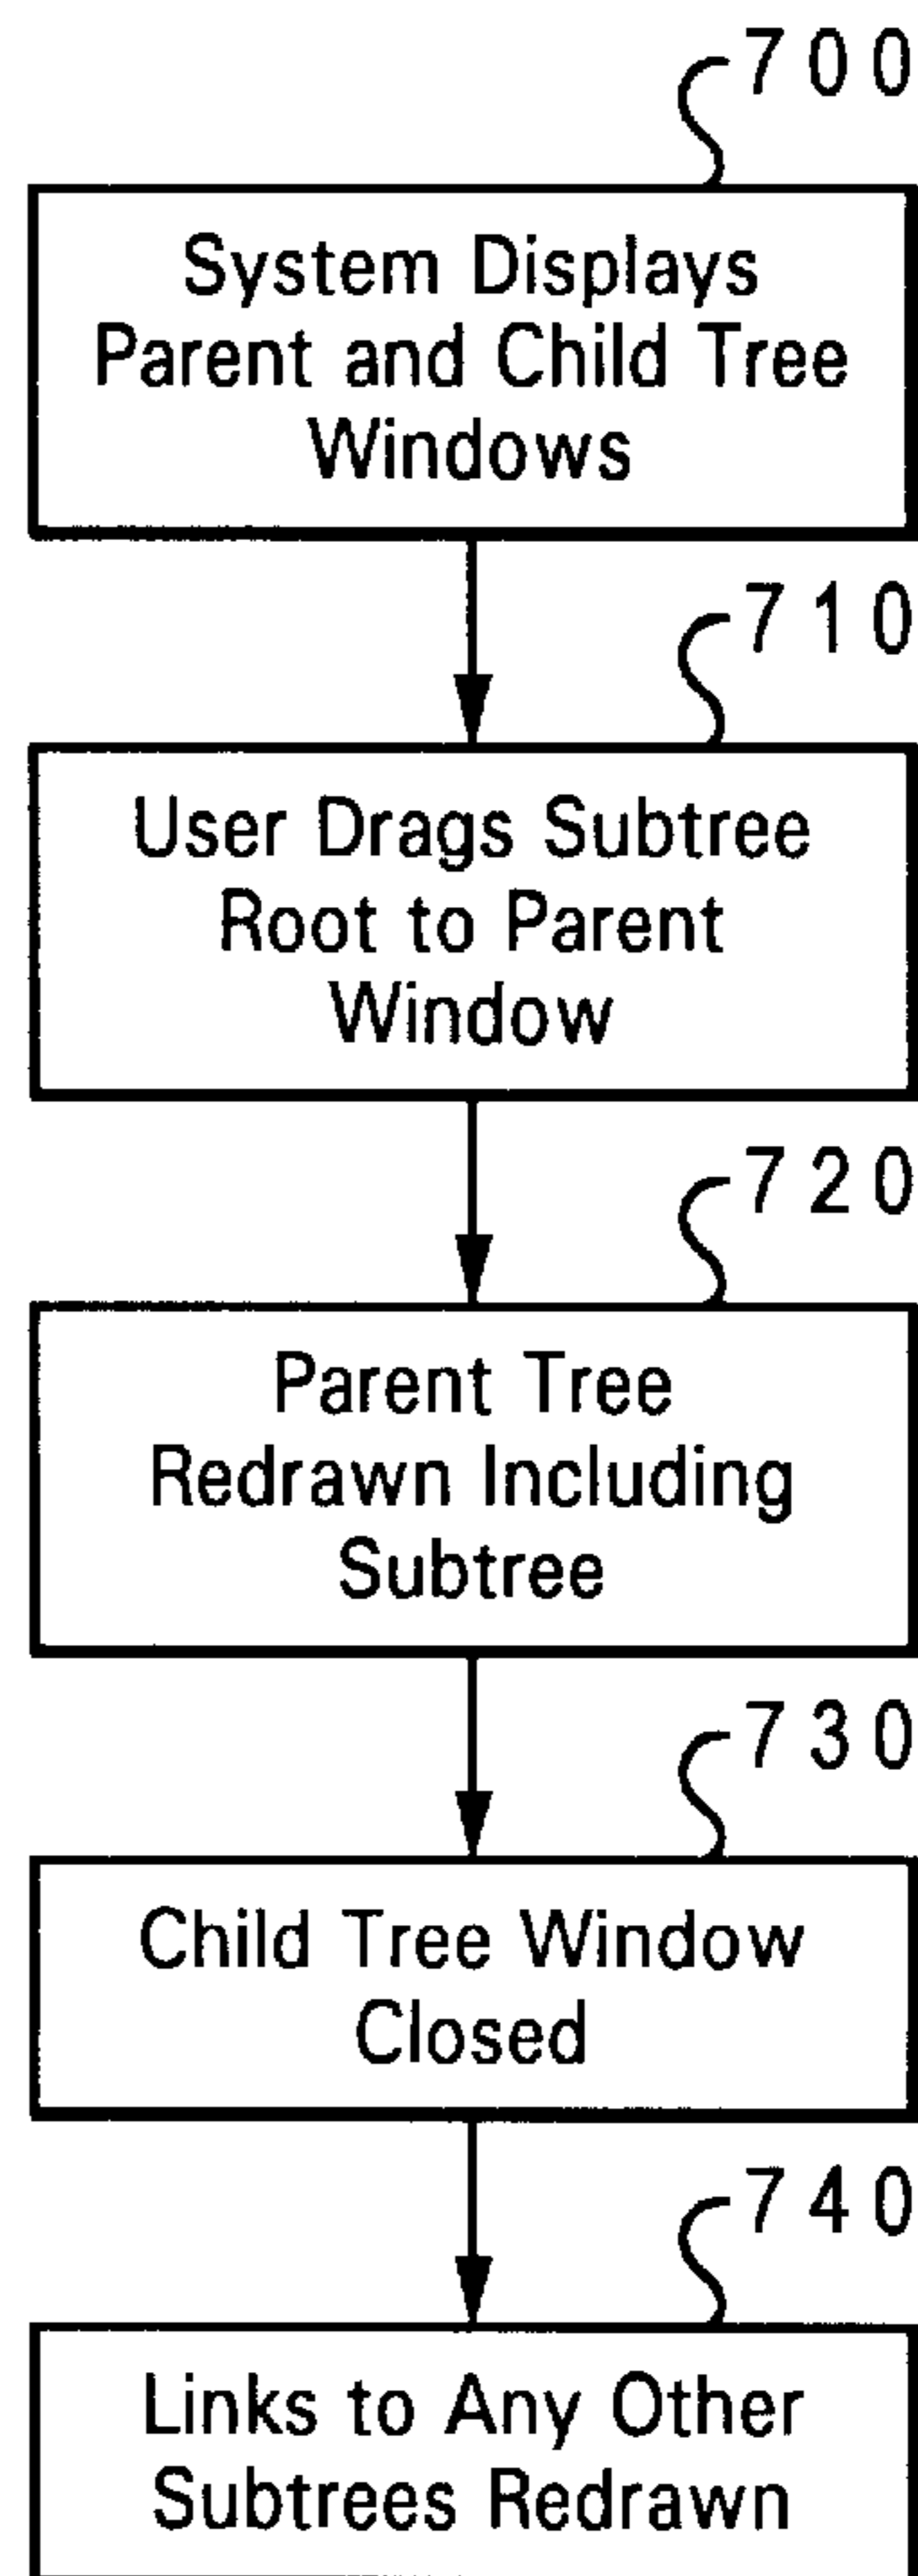 700
System Displays
Parent and Child Tree
Windows
710
User Drags Subtree
Root to Parent
Window
720
Parent Tree
Redrawn Including
Subtree
730
Child Tree Window
Closed
740
Links to Any Other
Subtrees Redrawn